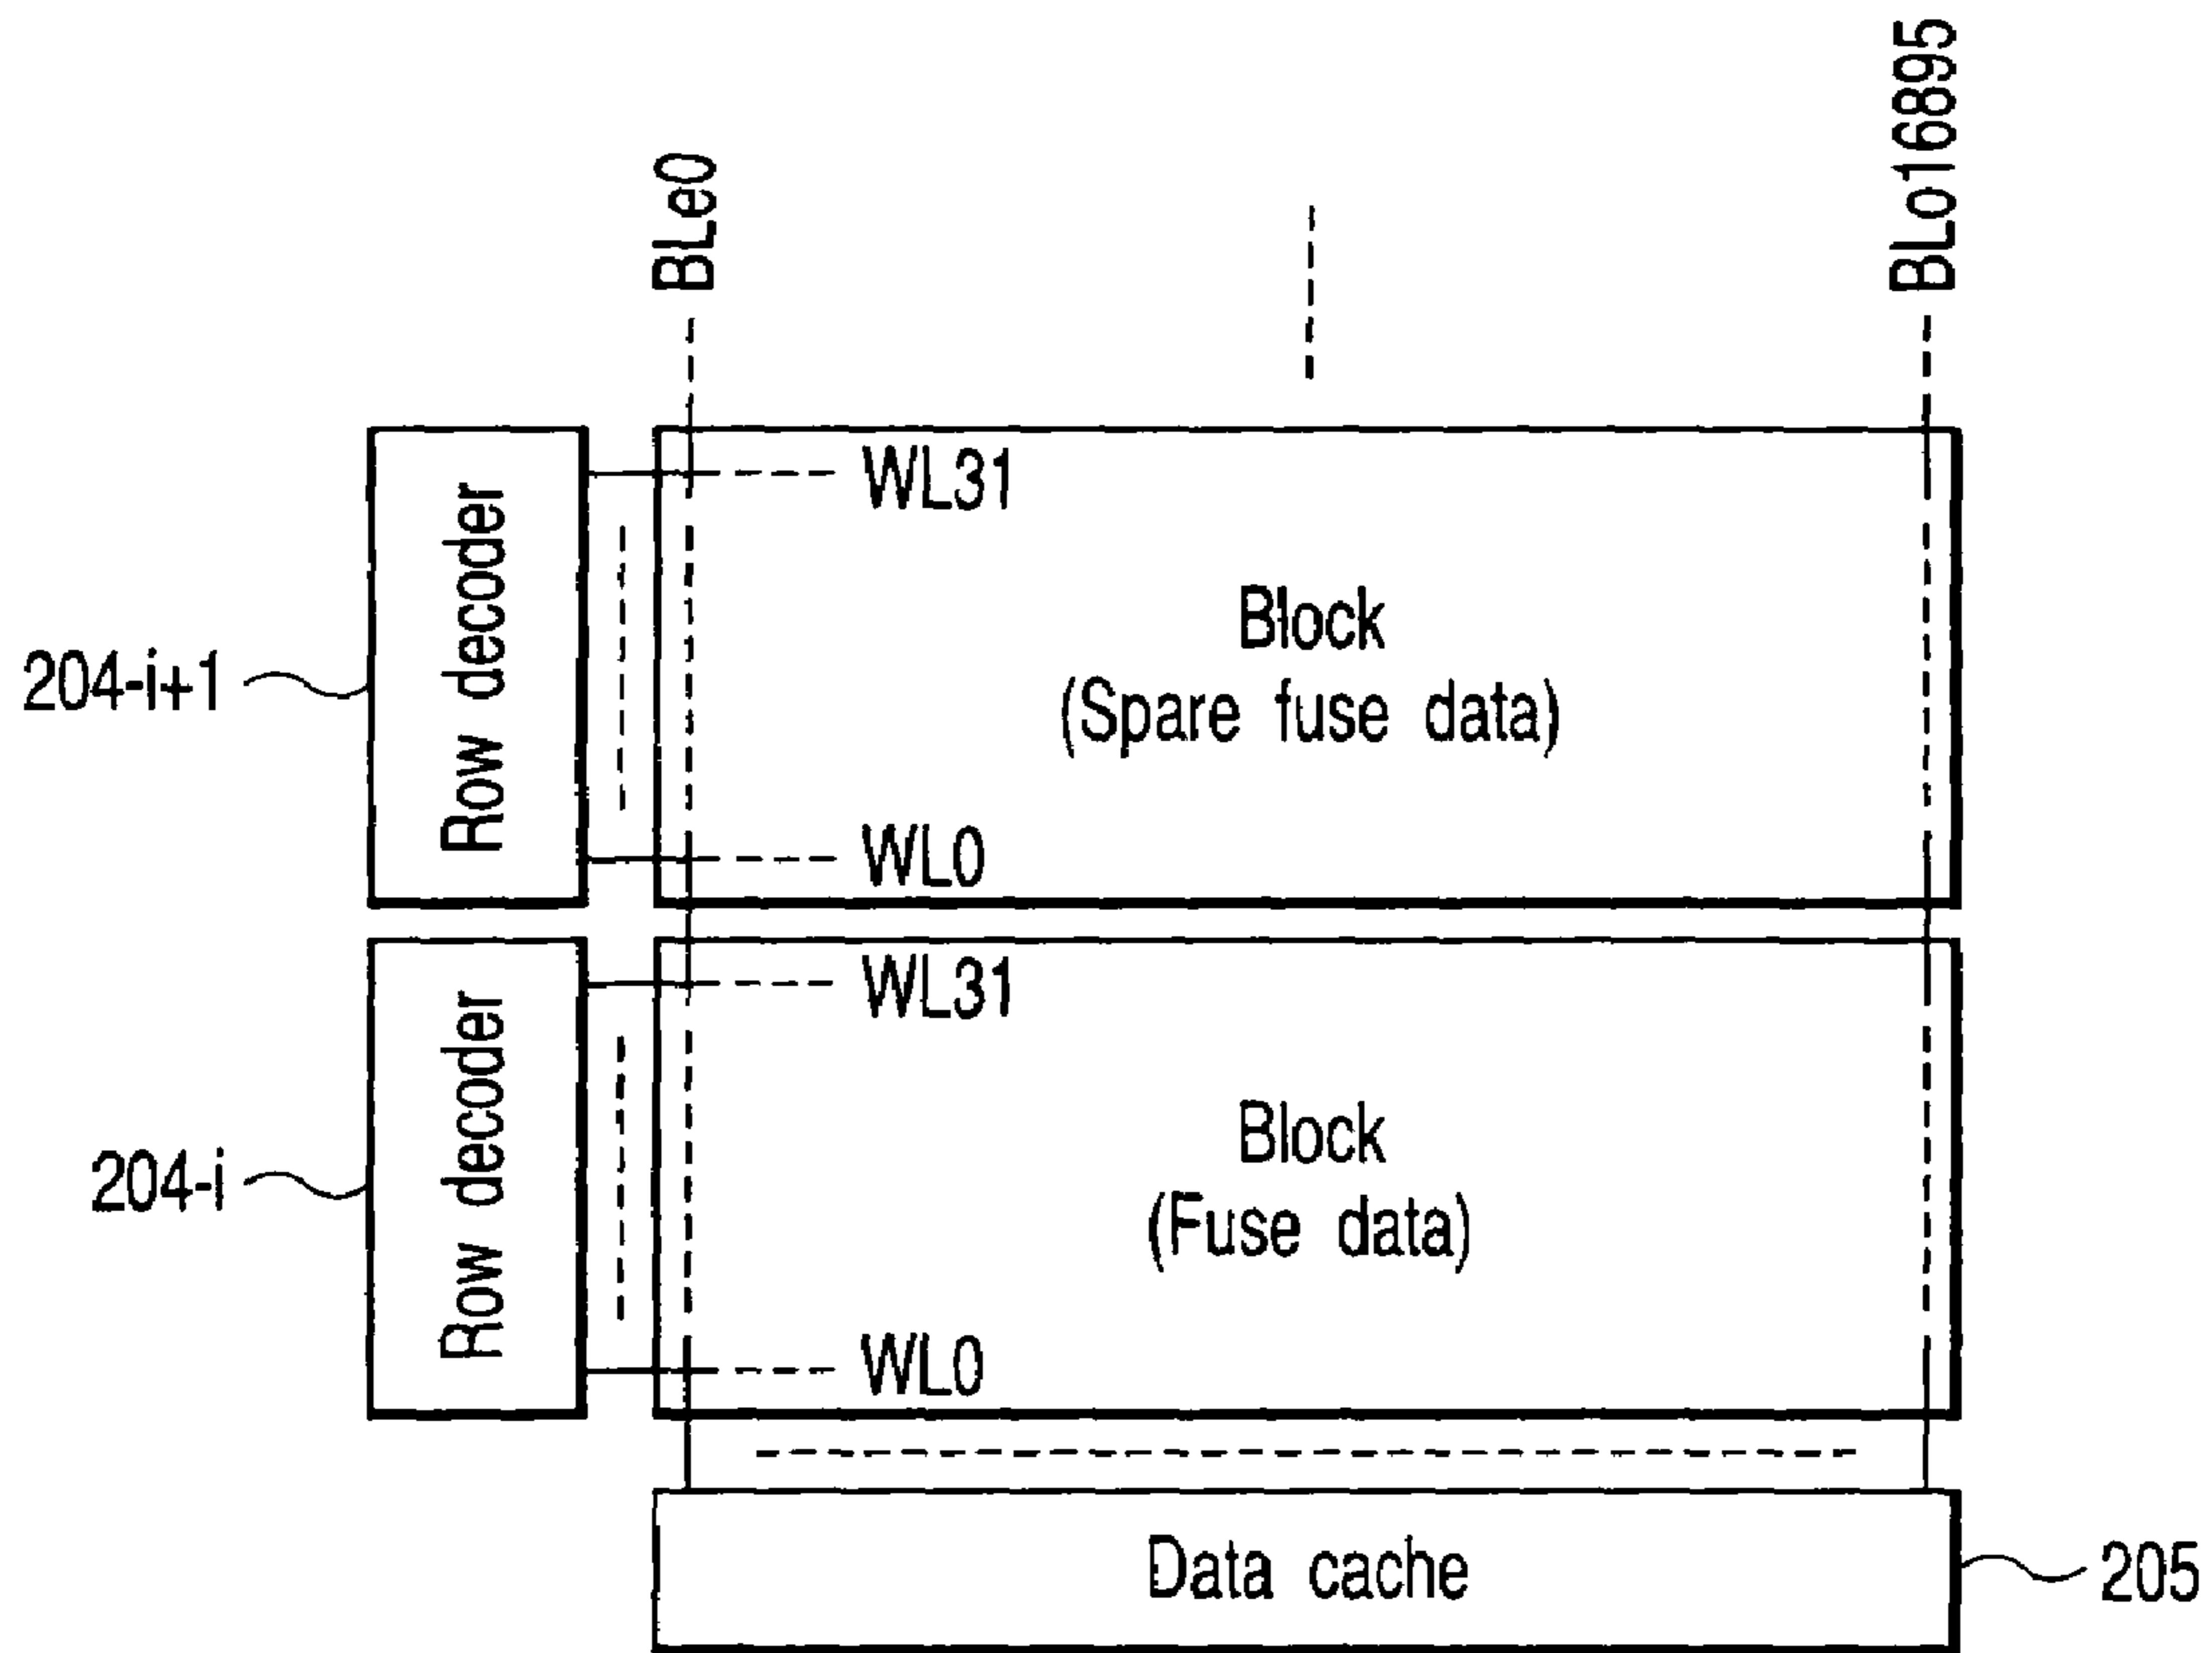 BLe0
BLo16895
Row decoder
WL31
204-i+1
Block
(Spare fuse data)
WL0
Row decoder
WL31
204-i
Block
(Fuse data)
WL0
Data cache
205